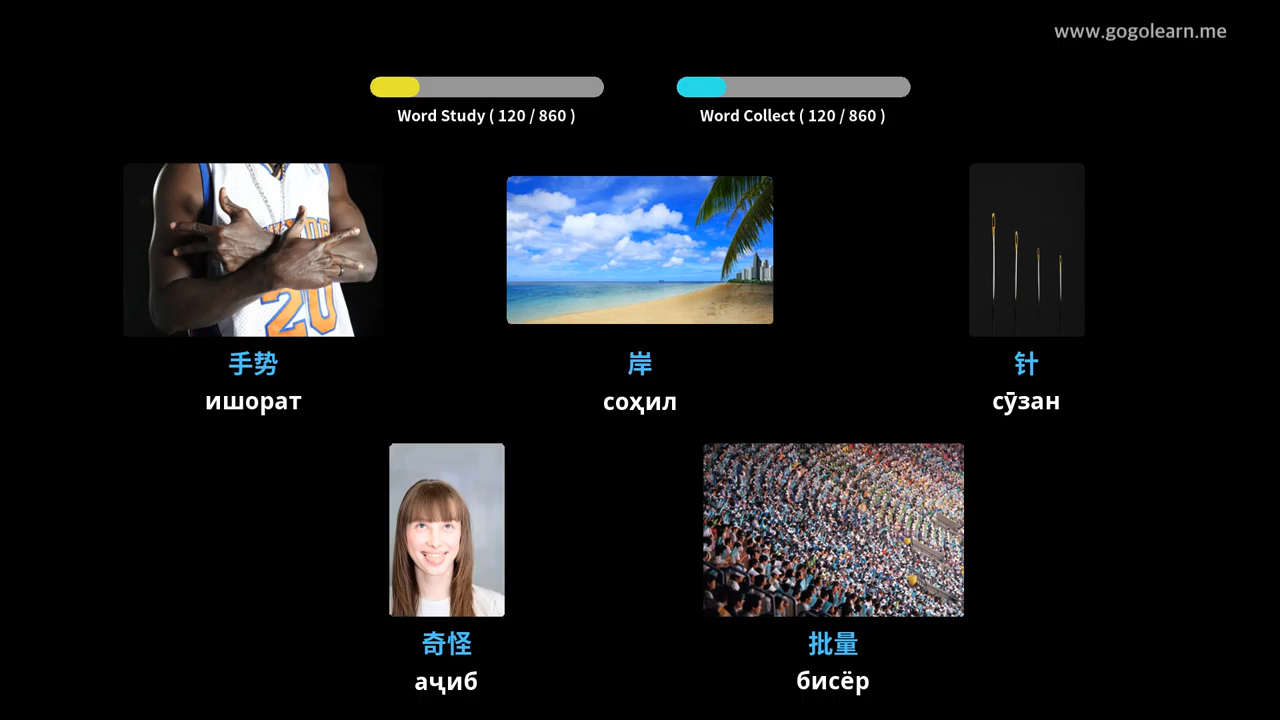 www.gogolearn.me
Word Study ( 120 / 860 )
Word Collect ( 120 / 860 )
20
手势
ишорат
岸
соҳил
针
сӯзан
奇怪
аҷиб
批量
бисёр